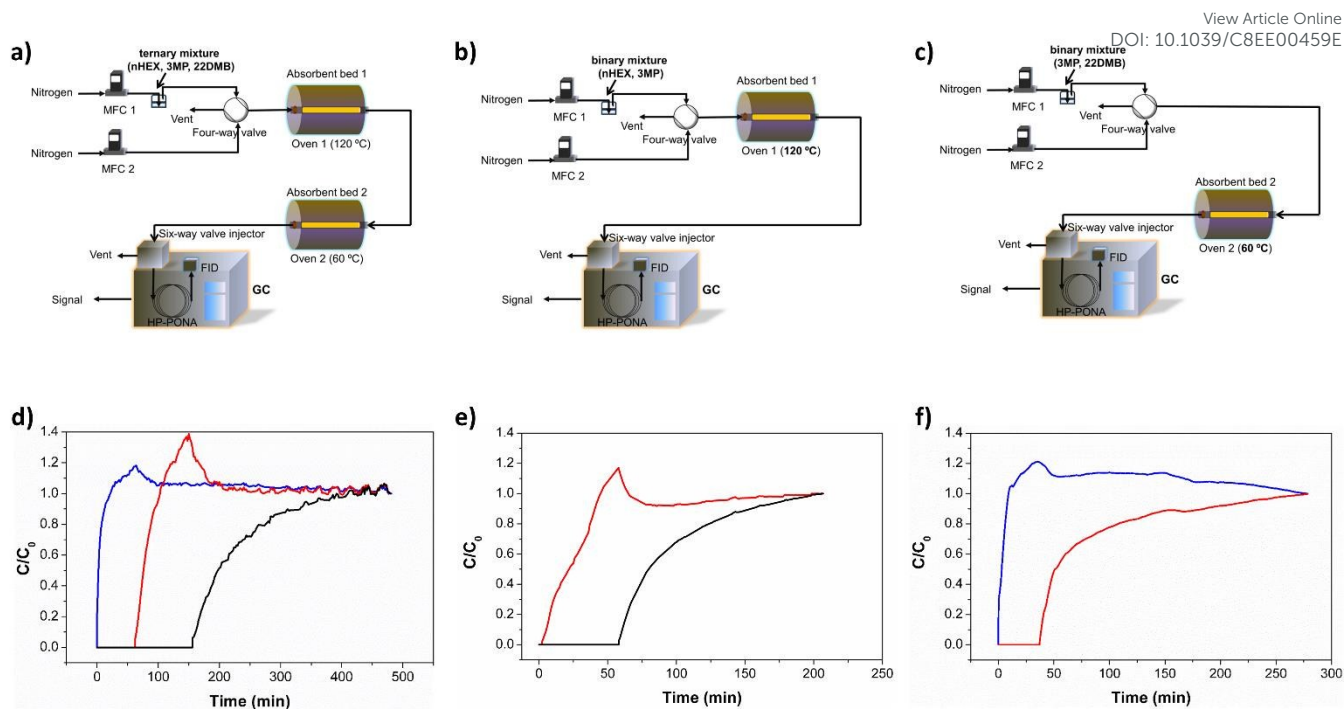 View Article Online
DOI: 10.1039/C8EE00459E
a)
ternary mixture
(nHEX, 3MP, 22DMB)
Absorbent bed 1
Nitrogen
MFC 1
Vent
Four-way valve
Oven 1 (120 ºC)
Nitrogen
MFC 2
Absorbent bed 2
Six-way valve injector
Oven 2 (60 ºC)
Vent
FID
GC
Signal
HP-PONA
b)
binary mixture
(nHEX, 3MP)
Absorbent bed 1
Nitrogen
MFC 1
Vent
Four-way valve
Oven 1 (120 ºC)
Nitrogen
MFC 2
Six-way valve injector
Vent
FID
GC
Signal
HP-PONA
c)
binary mixture
(3MP, 22DMB)
Nitrogen
MFC 1
Vent
Four-way valve
Nitrogen
MFC 2
Absorbent bed 2
Six-way valve injector
Oven 2 (60 ºC)
Vent
FID
GC
Signal
HP-PONA
d)
1.4
1.2
1.0
0.8
0.6
0.4
0.2
0.0
C/C0
0 100 200 300 400 500
Time (min)
e)
1.4
1.2
1.0
0.8
0.6
0.4
0.2
0.0
C/C0
0 50 100 150 200 250
Time (min)
f)
1.4
1.2
1.0
0.8
0.6
0.4
0.2
0.0
C/C0
0 50 100 150 200 250 300
Time (min)